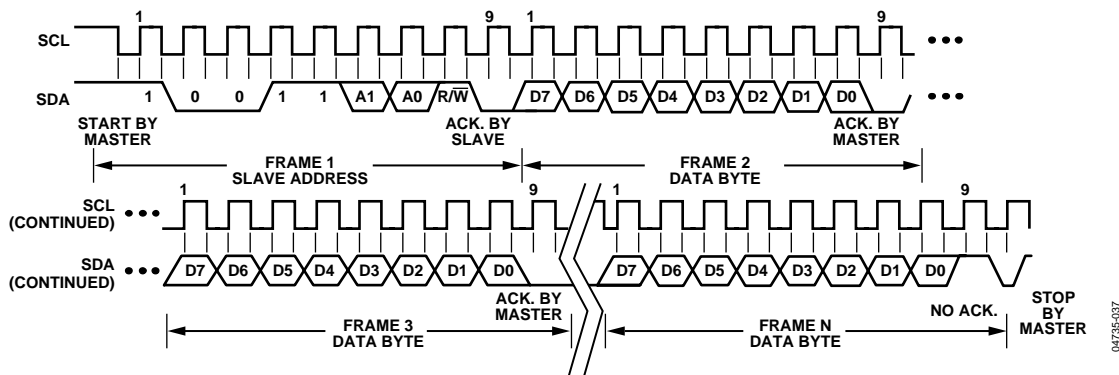 1 9 1 9
SCL
SDA 1 0 0 1 1 A1 A0 R/W̅ D7 D6 D5 D4 D3 D2 D1 D0
START BY MASTER
ACK. BY SLAVE
ACK. BY MASTER
FRAME 1
SLAVE ADDRESS
FRAME 2
DATA BYTE
1 9 1 9
SCL
(CONTINUED)
SDA
(CONTINUED)
D7 D6 D5 D4 D3 D2 D1 D0 D7 D6 D5 D4 D3 D2 D1 D0
ACK. BY
MASTER
NO ACK.
STOP
BY
MASTER
FRAME 3
DATA BYTE
FRAME N
DATA BYTE
04735-037